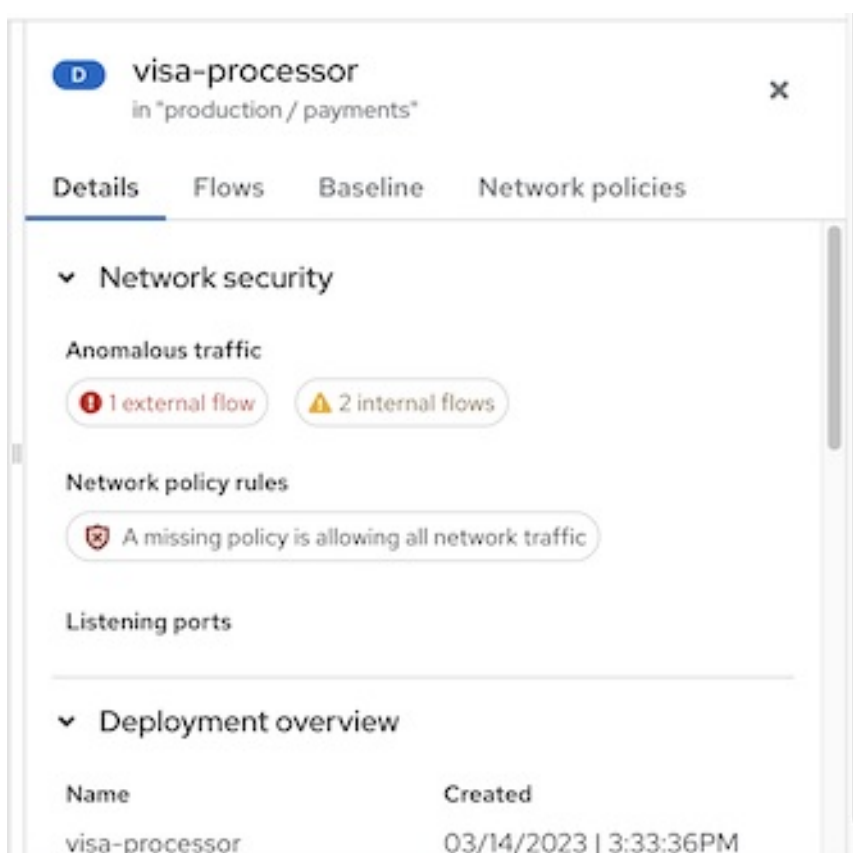 D visa-processor
in "production / payments"
Details Flows Baseline Network policies
Network security
Anomalous traffic
1 external flow 2 internal flows
Network policy rules
A missing policy is allowing all network traffic
Listening ports
Deployment overview
Name Created
visa-processor 03/14/2023 | 3:33:36PM